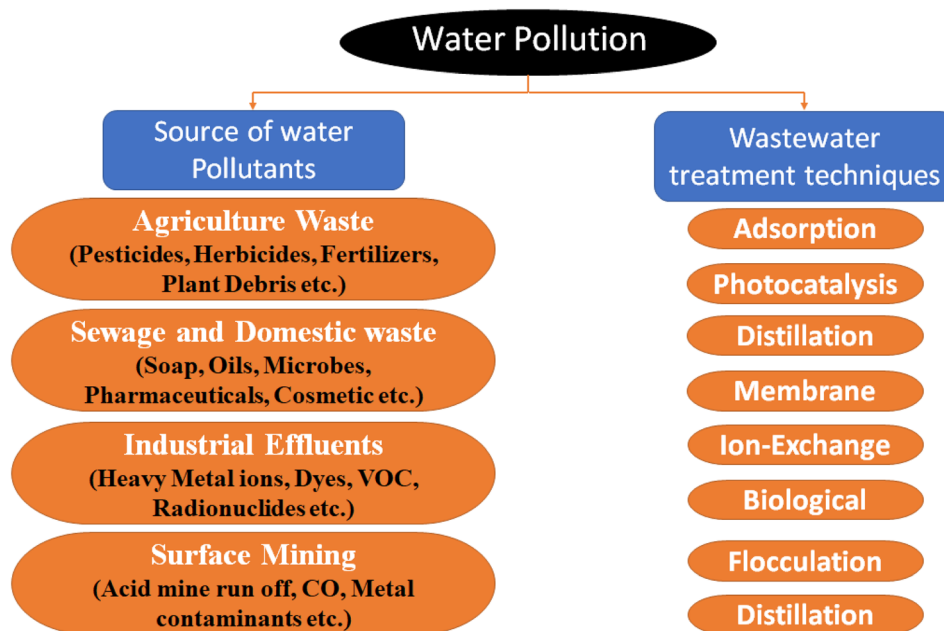 Water Pollution
Source of water
Pollutants
Agriculture Waste
(Pesticides, Herbicides, Fertilizers,
Plant Debris etc.)
Sewage and Domestic waste
(Soap, Oils, Microbes,
Pharmaceuticals, Cosmetic etc.)
Industrial Effluents
(Heavy Metal ions, Dyes, VOC,
Radionuclides etc.)
Surface Mining
(Acid mine run off, CO, Metal
contaminants etc.)
Wastewater
treatment techniques
Adsorption
Photocatalysis
Distillation
Membrane
Ion-Exchange
Biological
Flocculation
Distillation